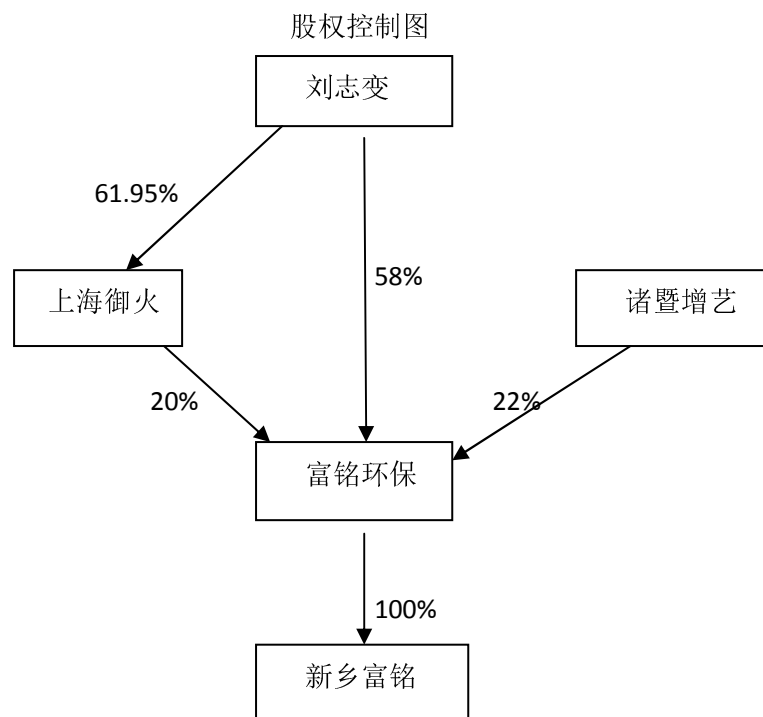 股权控制图
刘志变
61.95%
58%
上海御火
诸暨增艺
20%
22%
富铭环保
100%
新乡富铭